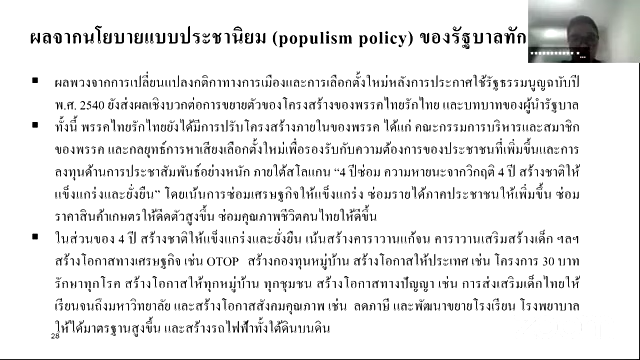 ผลจากนโยบายแบบประชานิยม (populism policy) ของรัฐบาลทัก
▪ ผลพวงจากการเปลี่ยนแปลงกติกาทางการเมืองและการเลือกตั้งใหม่หลังการประกาศใช้รัฐธรรมนูญฉบับปี
พ.ศ. 2540 ยังส่งผลเชิงบวกต่อการขยายตัวของโครงสร้างของพรรคไทยรักไทย และบทบาทของผู้นำรัฐบาล
▪ ทั้งนี้ พรรคไทยรักไทยยังได้มีการปรับโครงสร้างภายในของพรรค ได้แก่ คณะกรรมการบริหารและสมาชิก
ของพรรค และกลยุทธ์การหาเสียงเลือกตั้งใหม่เพื่อรองรับกับความต้องการของประชาชนที่เพิ่มขึ้นและการ
ลงทุนด้านการประชาสัมพันธ์อย่างหนัก ภายใต้สโลแกน “4 ปีซ่อม ความหายนะจากวิกฤติ 4 ปี สร้างชาติให้
แข็งแกร่งและยั่งยืน” โดยเน้นการซ่อมเศรษฐกิจให้แข็งแกร่ง ซ่อมรายได้ภาคประชาชนให้เพิ่มขึ้น ซ่อม
ราคาสินค้าเกษตรให้ดีดตัวสูงขึ้น ซ่อมคุณภาพชีวิตคนไทยให้ดีขึ้น
▪ ในส่วนของ 4 ปี สร้างชาติให้แข็งแกร่งและยั่งยืน เน้นสร้างคาราวานแก้จน คาราวานเสริมสร้างเด็ก ฯลฯ
สร้างโอกาสทางเศรษฐกิจ เช่น OTOP สร้างกองทุนหมู่บ้าน สร้างโอกาสให้ประเทศ เช่น โครงการ 30 บาท
รักษาทุกโรค สร้างโอกาสให้ทุกหมู่บ้าน ทุกชุมชน สร้างโอกาสทางปัญญา เช่น การส่งเสริมเด็กไทยให้
เรียนจนถึงมหาวิทยาลัย และสร้างโอกาสสังคมคุณภาพ เช่น ลดภาษี และพัฒนาขยายโรงเรียน โรงพยาบาล
ให้ได้มาตรฐานสูงขึ้น และสร้างรถไฟฟ้าทั้งใต้ดินบนดิน
28